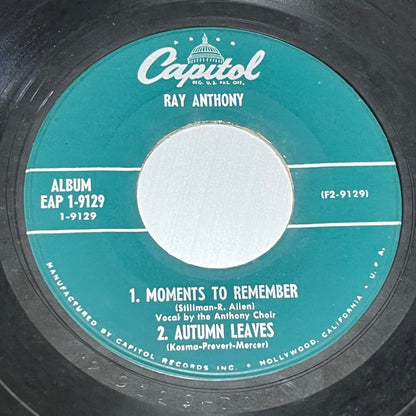 Capitol
REG. U.S. PAT. OFF.
RAY ANTHONY
ALBUM
EAP 1-9129
1-9129
(F2-9129)
1. MOMENTS TO REMEMBER
(Stillman-R. Allen)
Vocal by the Anthony Choir
2. AUTUMN LEAVES
(Kosma-Prevert-Mercer)
MANUFACTURED BY CAPITOL RECORDS INC. • HOLLYWOOD, CALIFORNIA • U. S. A.